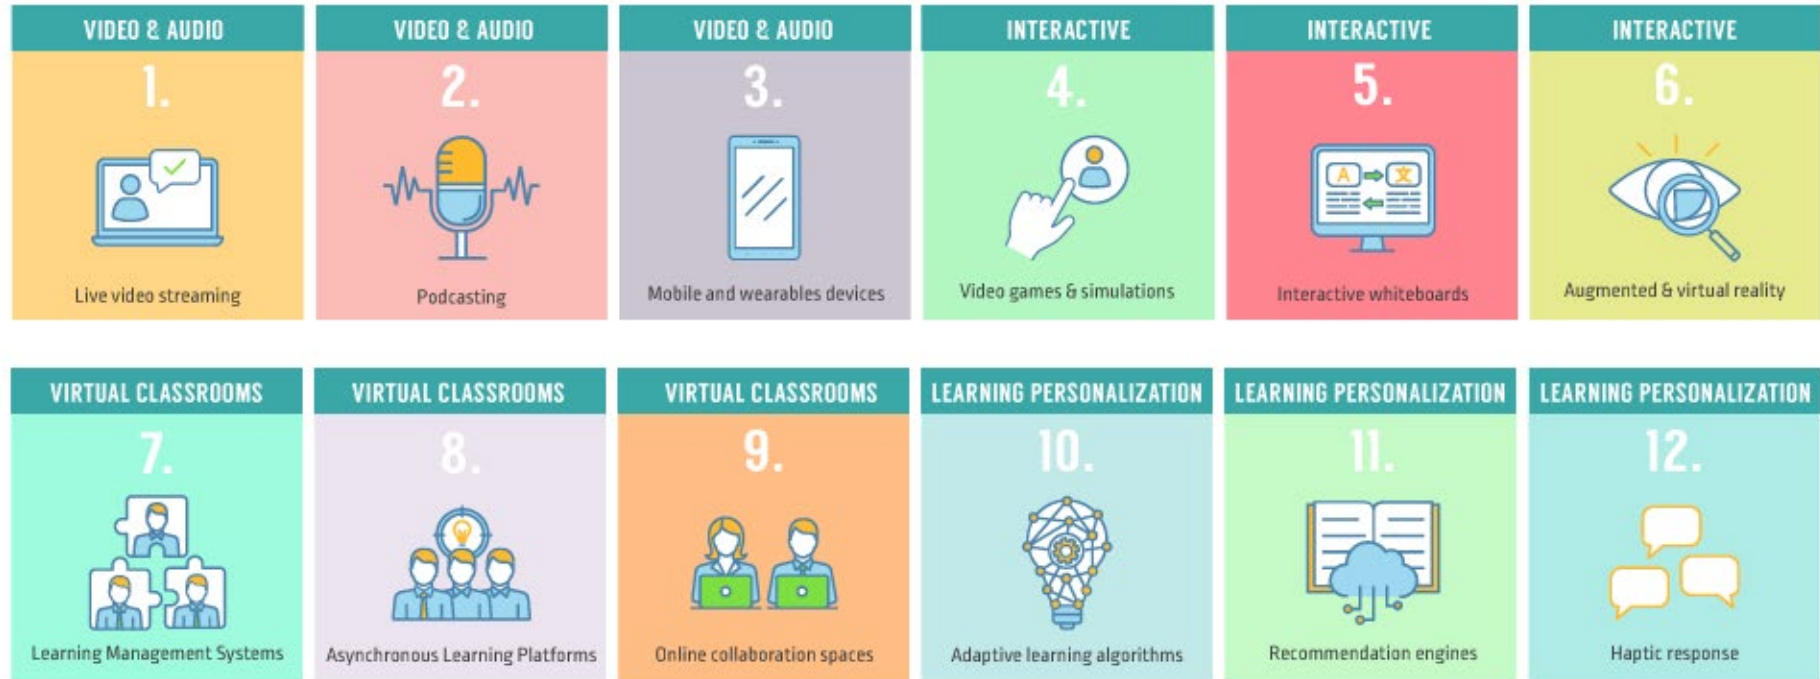 VIDEO & AUDIO
VIDEO & AUDIO
VIDEO & AUDIO
INTERACTIVE
INTERACTIVE
INTERACTIVE
1.
2.
3.
4.
5.
6.
A
文
Live video streaming
Podcasting
Mobile and wearables devices
Video games & simulations
Interactive whiteboards
Augmented & virtual reality
VIRTUAL CLASSROOMS
VIRTUAL CLASSROOMS
VIRTUAL CLASSROOMS
LEARNING PERSONALIZATION
LEARNING PERSONALIZATION
LEARNING PERSONALIZATION
7.
8.
9.
10.
11.
12.
Learning Management Systems
Asynchronous Learning Platforms
Online collaboration spaces
Adaptive learning algorithms
Recommendation engines
Haptic response